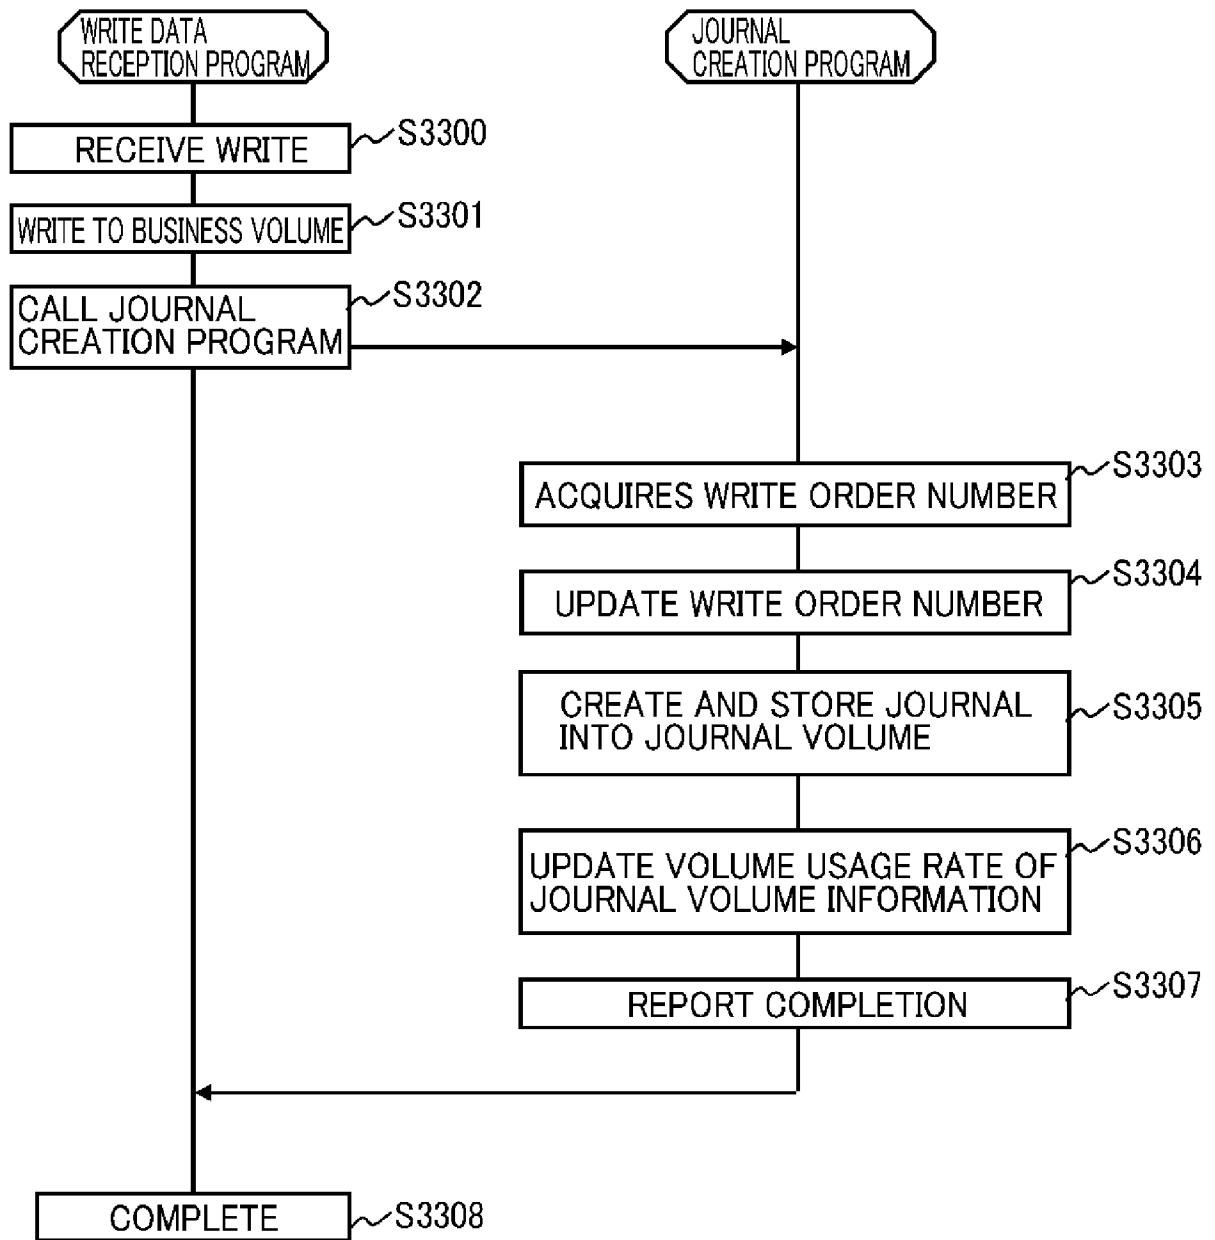 WRITE DATA
RECEPTION PROGRAM
JOURNAL
CREATION PROGRAM
RECEIVE WRITE
S3300
WRITE TO BUSINESS VOLUME
S3301
CALL JOURNAL
CREATION PROGRAM
S3302
ACQUIRES WRITE ORDER NUMBER
S3303
UPDATE WRITE ORDER NUMBER
S3304
CREATE AND STORE JOURNAL
INTO JOURNAL VOLUME
S3305
UPDATE VOLUME USAGE RATE OF
JOURNAL VOLUME INFORMATION
S3306
REPORT COMPLETION
S3307
COMPLETE
S3308